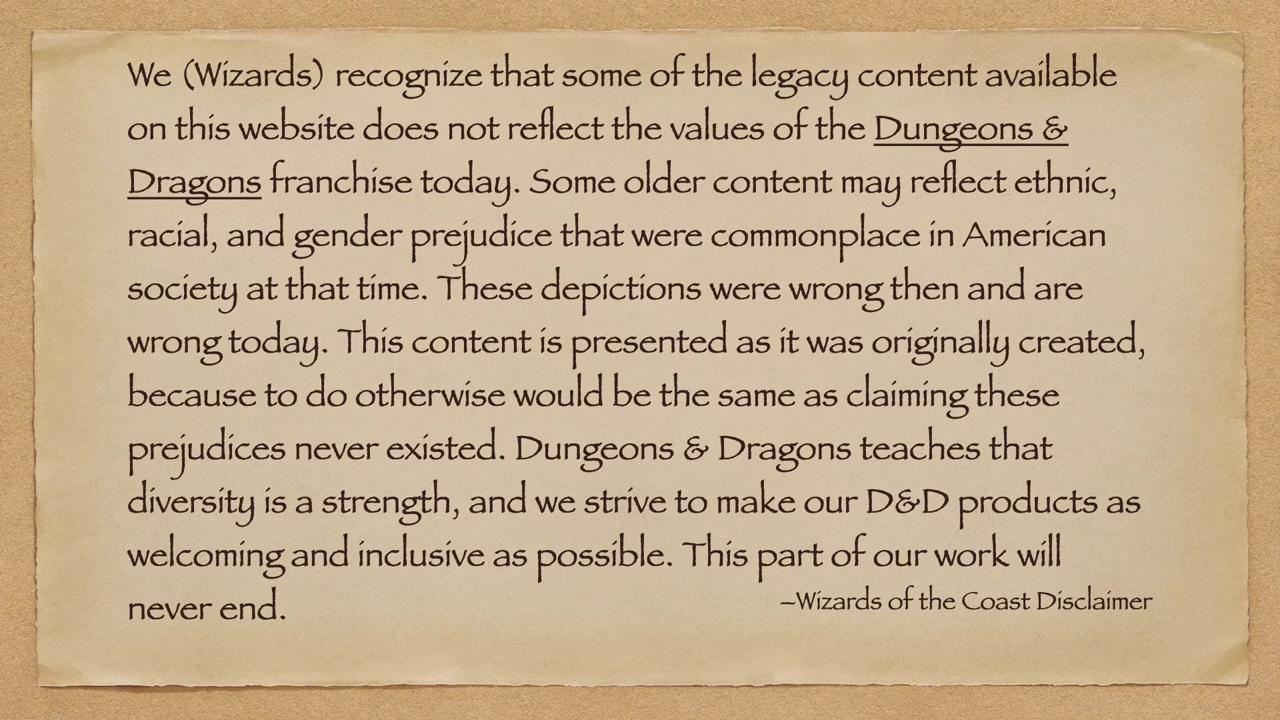 We (Wizards) recognize that some of the legacy content available
on this website does not reflect the values of the Dungeons &
Dragons franchise today. Some older content may reflect ethnic,
racial, and gender prejudice that were commonplace in American
society at that time. These depictions were wrong then and are
wrong today. This content is presented as it was originally created,
because to do otherwise would be the same as claiming these
prejudices never existed. Dungeons & Dragons teaches that
diversity is a strength, and we strive to make our D&D products as
welcoming and inclusive as possible. This part of our work will
never end.
–Wizards of the Coast Disclaimer